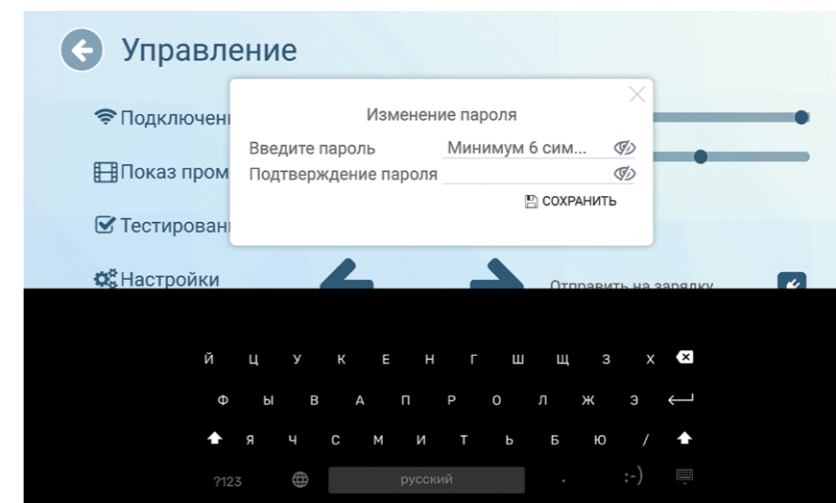 Управление
Изменение пароля
Подключен
Введите пароль Минимум 6 сим...
Показ пром
Подтверждение пароля
СОХРАНИТЬ
Тестирован
Настройки
Отправить на зарядку
Й Ц У К Е Н Г Ш Щ З Х
Ф Ы В А П Р О Л Ж Э
Я Ч С М И Т Ь Б Ю /
?123 русский . :-)